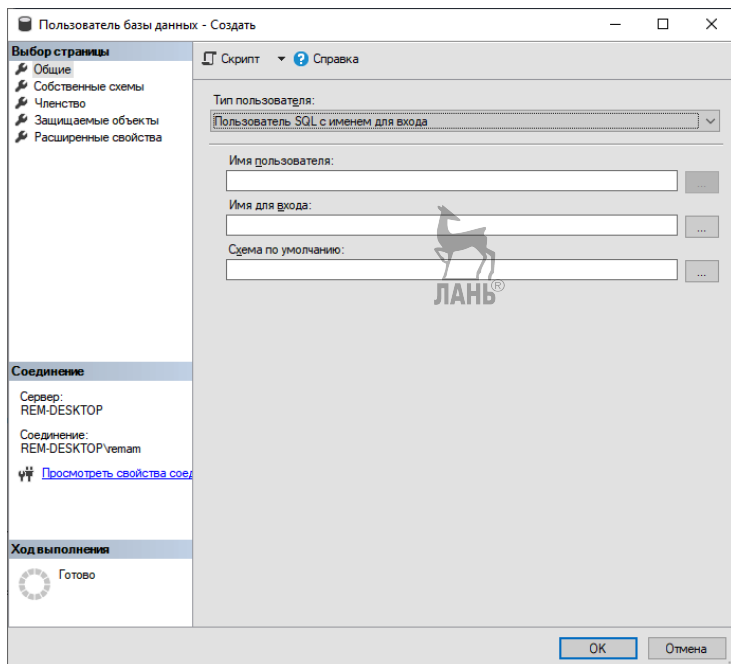 Пользователь базы данных - Создать
Выбор страницы
Общие
Собственные схемы
Членство
Защищаемые объекты
Расширенные свойства
Скрипт
Справка
Тип пользователя:
Пользователь SQL с именем для входа
Имя пользователя:
...
Имя для входа:
...
Схема по умолчанию:
...
ЛАНЬ®
Соединение
Сервер:
REM-DESKTOP
Соединение:
REM-DESKTOP\remam
Просмотреть свойства соед
Ход выполнения
Готово
OK
Отмена